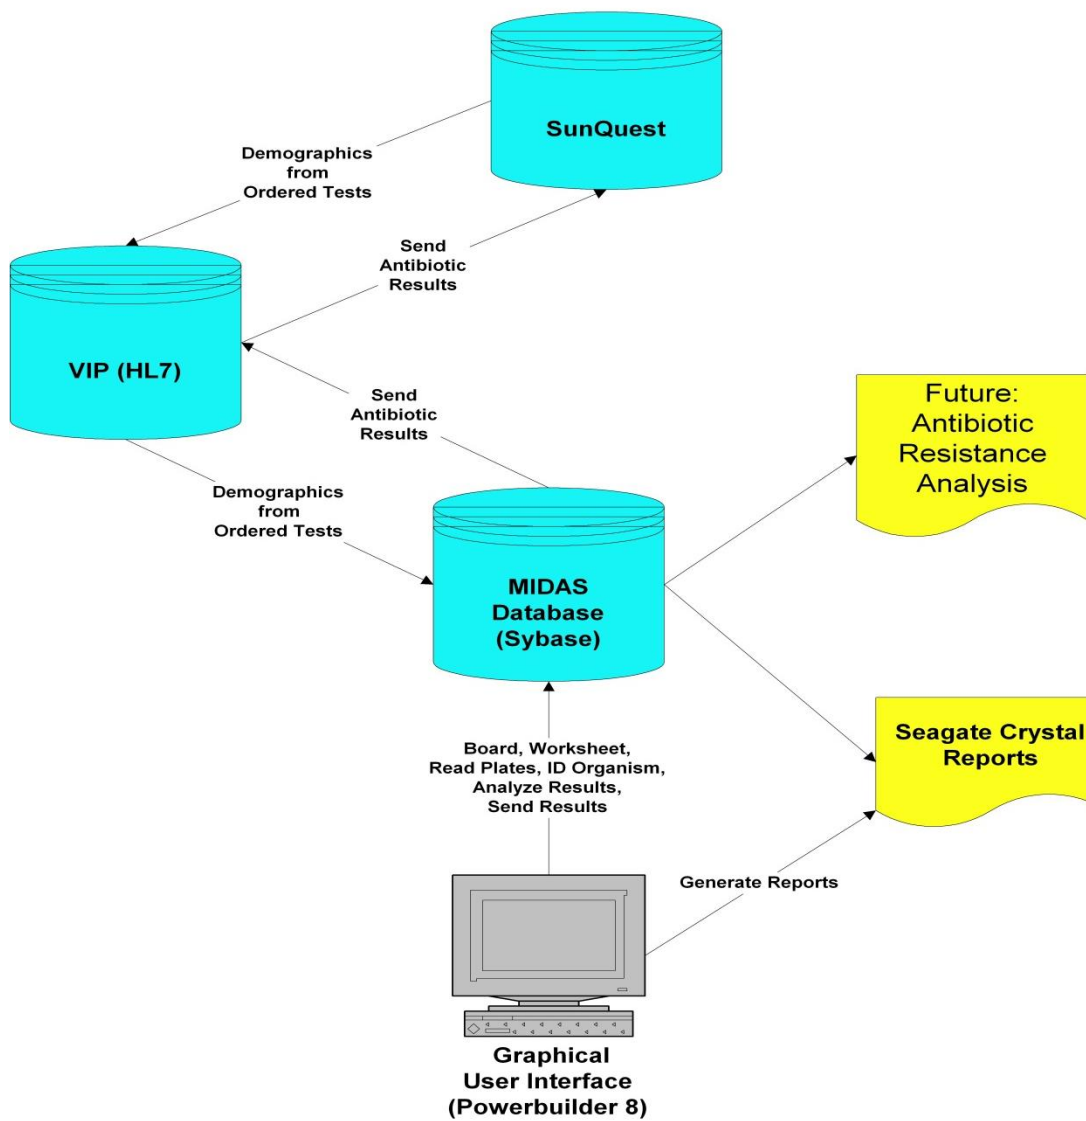 SunQuest
Demographics
from
Ordered Tests
Send
Antibiotic
Results
VIP (HL7)
Send
Antibiotic
Results
Future:
Antibiotic
Resistance
Analysis
Demographics
from
Ordered Tests
MIDAS
Database
(Sybase)
Seagate Crystal
Reports
Board, Worksheet,
Read Plates, ID Organism,
Analyze Results,
Send Results
Generate Reports
Graphical
User Interface
(Powerbuilder 8)